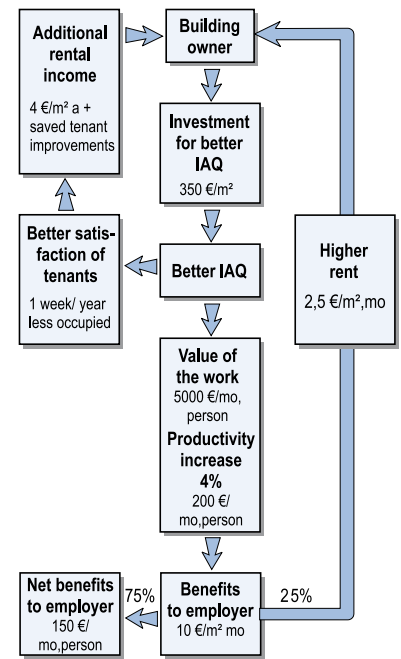 Additional
rental
income
4 €/m² a +
saved tenant
improvements
Building
owner
Investment
for better
IAQ
350 €/m²
Better satis-
faction of
tenants
1 week/ year
less occupied
Better IAQ
Higher
rent
2,5 €/m²,mo
Value of
the work
5000 €/mo,
person
Productivity
increase
4%
200 €/
mo,person
Net benefits
to employer
150 €/
mo,person
75%
Benefits
to employer
10 €/m² mo
25%